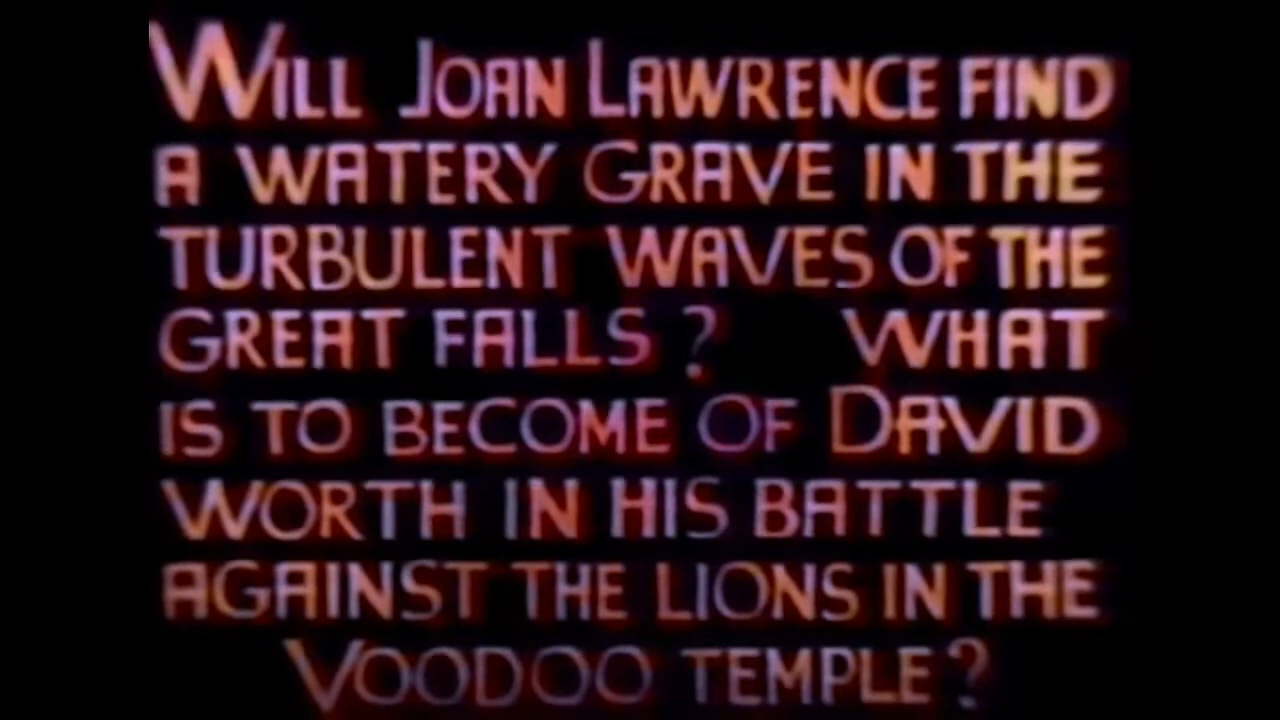 WILL JOAN LAWRENCE FIND
A WATERY GRAVE IN THE
TURBULENT WAVES OF THE
GREAT FALLS? WHAT
IS TO BECOME OF DAVID
WORTH IN HIS BATTLE
AGAINST THE LIONS IN THE
VOODOO TEMPLE?